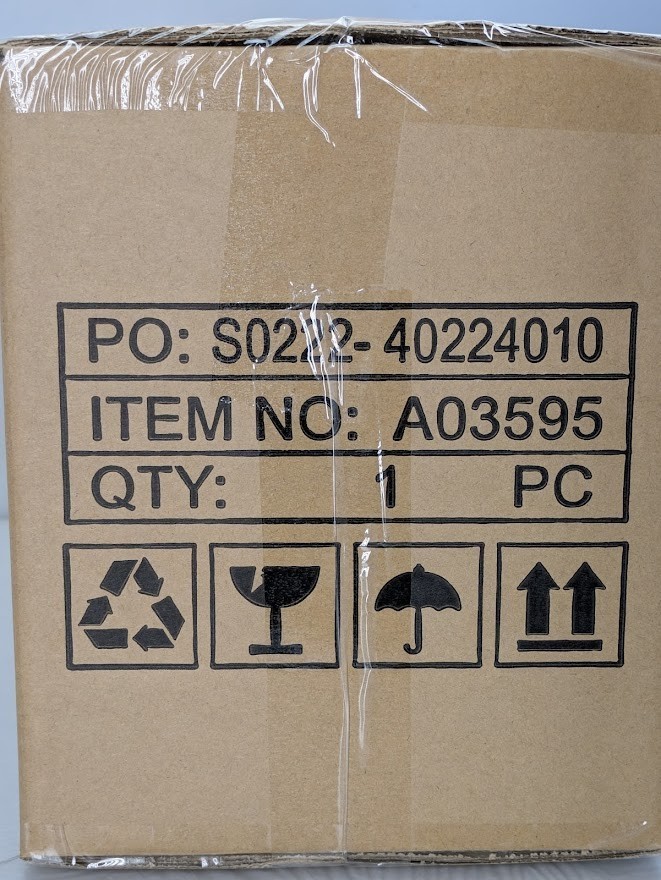 PO: S0222-40224010
ITEM NO: A03595
QTY: 1 PC